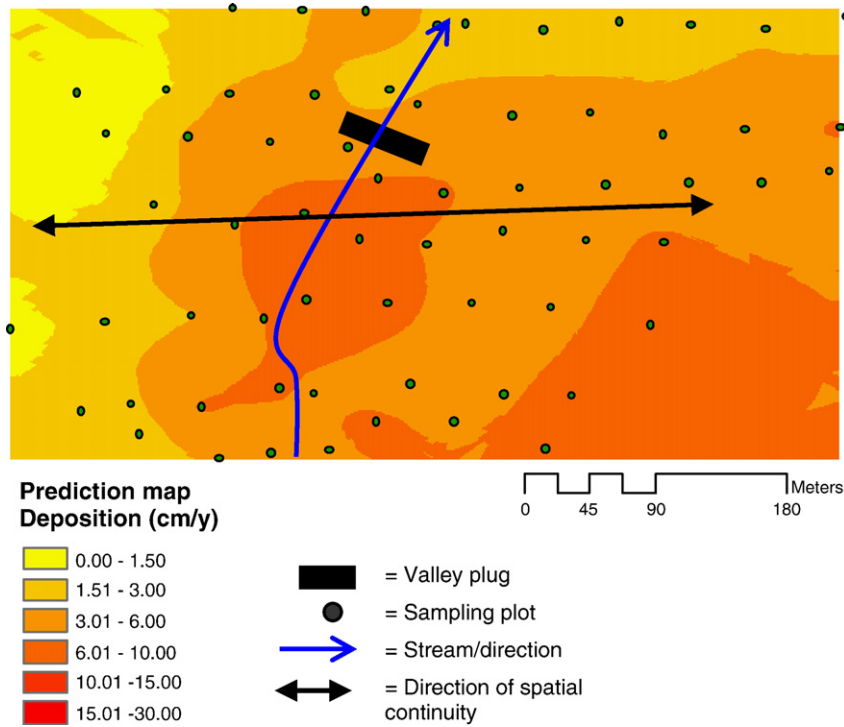 Prediction map
Deposition (cm/y)
0.00 - 1.50
1.51 - 3.00
3.01 - 6.00
6.01 - 10.00
10.01 -15.00
15.01 -30.00
Meters
0 45 90 180
= Valley plug
= Sampling plot
= Stream/direction
= Direction of spatial
continuity